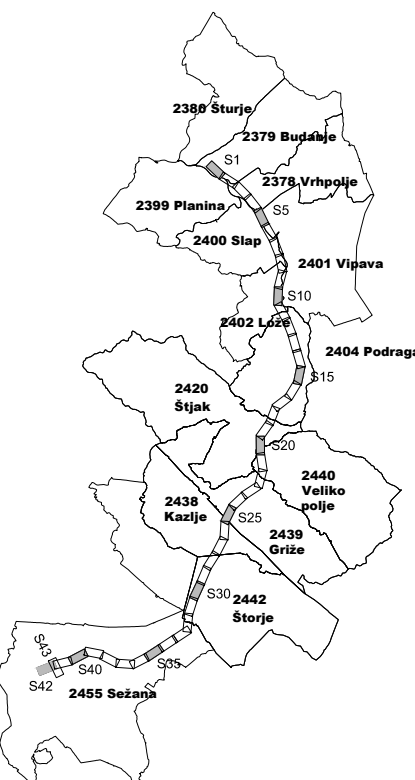 2380 Šturje
2379 Budanje
S1
2378 Vrhpolje
2399 Planina
S5
2400 Slap
2401 Vipava
S10
2402 Lože
2404 Podraga
S15
2420
Štjak
S20
2440
Veliko
polje
2438
Kazlje
S25
2439
Griže
S30
2442
Štorje
S43
S40
S35
S42
2455 Sežana